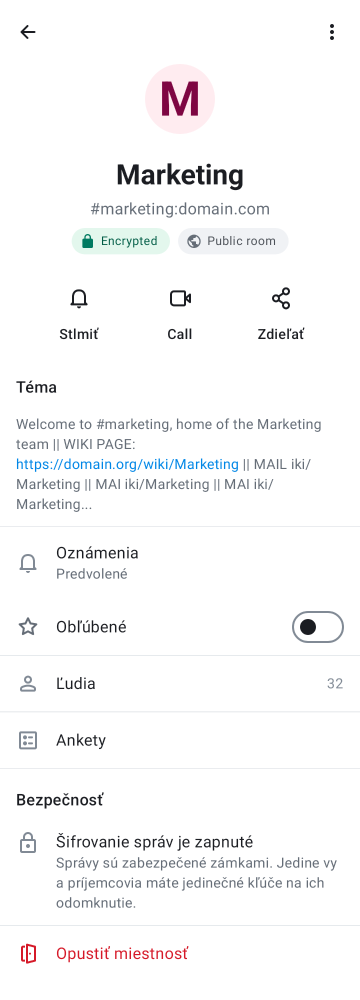 M
Marketing
#marketing:domain.com
Encrypted Public room
Stlmiť Call Zdieľať
Téma
Welcome to #marketing, home of the Marketing
team || WIKI PAGE:
https://domain.org/wiki/Marketing || MAIL iki/
Marketing || MAI iki/Marketing || MAI iki/
Marketing...
Oznámenia
Predvolené
Obľúbené
Ľudia 32
Ankety
Bezpečnosť
Šifrovanie správ je zapnuté
Správy sú zabezpečené zámkami. Jedine vy
a príjemcovia máte jedinečné kľúče na ich
odomknutie.
Opustiť miestnosť